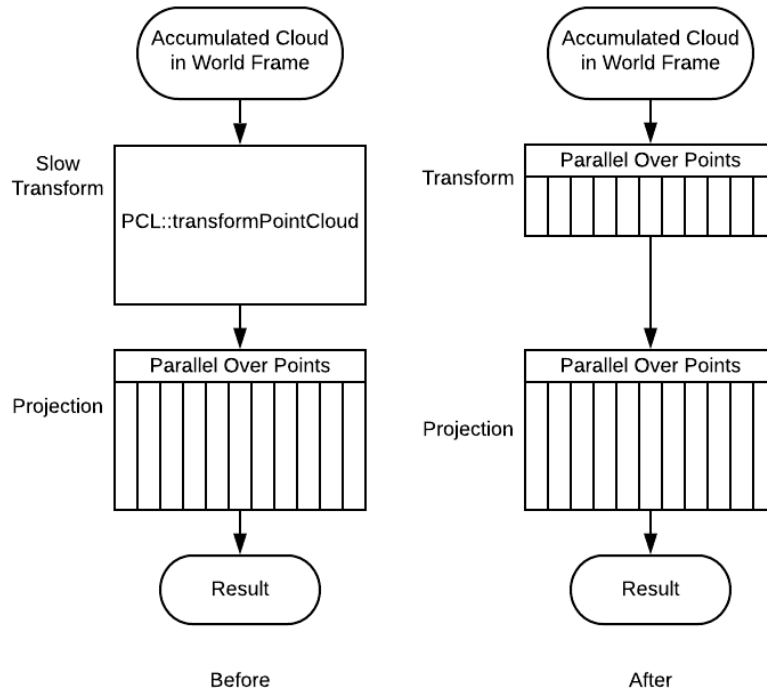 Accumulated Cloud
in World Frame
Slow
Transform
PCL::transformPointCloud
Parallel Over Points
Projection
Result
Before
Accumulated Cloud
in World Frame
Parallel Over Points
Transform
Parallel Over Points
Projection
Result
After